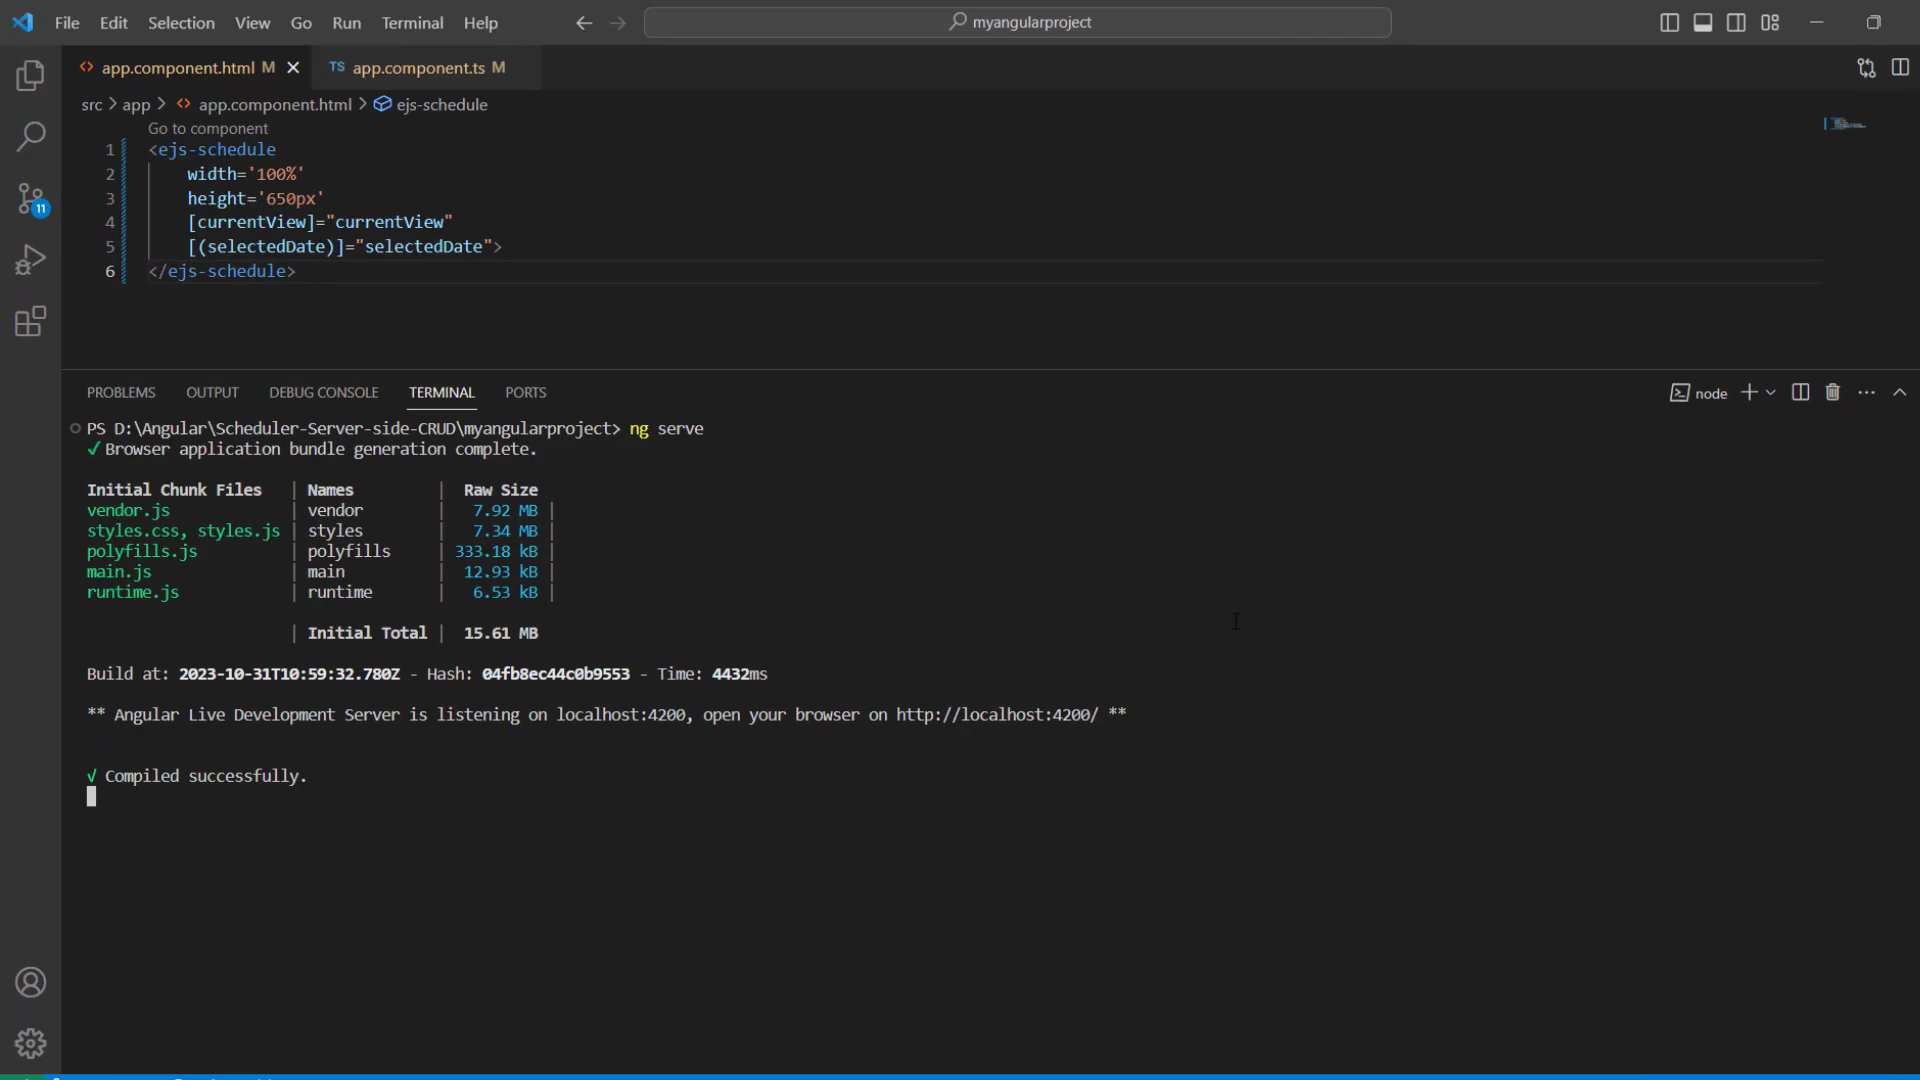 File Edit Selection View Go Run Terminal Help myangularproject
app.component.html M TS app.component.ts M
src > app > app.component.html > ejs-schedule
Go to component
1 <ejs-schedule
2 width='100%'
3 height='650px'
4 [currentView]="currentView"
5 [(selectedDate)]="selectedDate">
6 </ejs-schedule>
11
PROBLEMS OUTPUT DEBUG CONSOLE TERMINAL PORTS node
PS D:\Angular\Scheduler-Server-side-CRUD\myangularproject> ng serve
✓ Browser application bundle generation complete.
Initial Chunk Files | Names | Raw Size
vendor.js | vendor | 7.92 MB |
styles.css, styles.js | styles | 7.34 MB |
polyfills.js | polyfills | 333.18 kB |
main.js | main | 12.93 kB |
runtime.js | runtime | 6.53 kB |
| Initial Total | 15.61 MB
Build at: 2023-10-31T10:59:32.780Z - Hash: 04fb8ec44c0b9553 - Time: 4432ms
** Angular Live Development Server is listening on localhost:4200, open your browser on http://localhost:4200/ **
√ Compiled successfully.